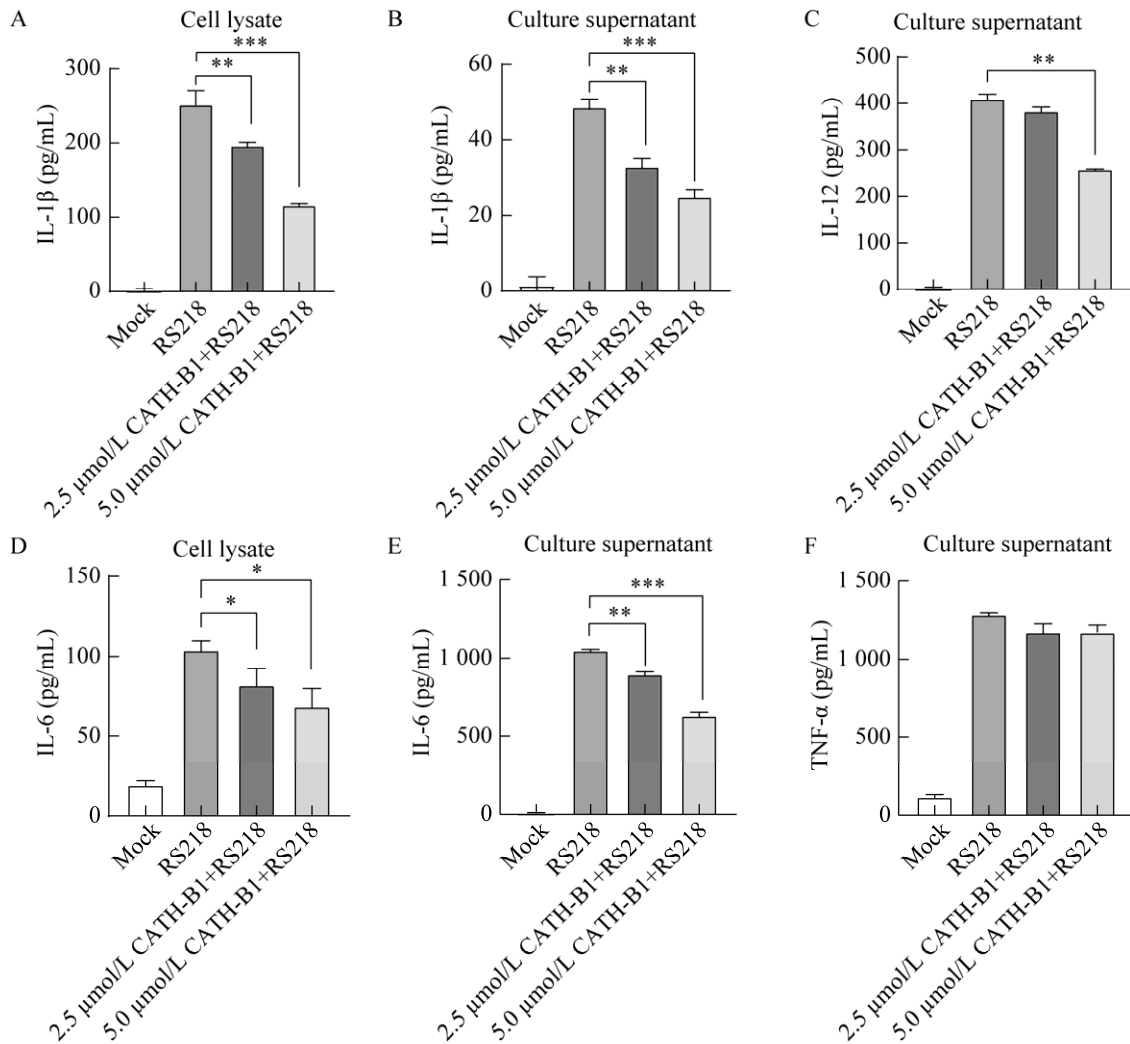 A
Cell lysate
***
**
300
200
100
0
IL-1β (pg/mL)
Mock
RS218
2.5 μmol/L CATH-B1+RS218
5.0 μmol/L CATH-B1+RS218
B
Culture supernatant
***
**
60
40
20
0
IL-1β (pg/mL)
Mock
RS218
2.5 μmol/L CATH-B1+RS218
5.0 μmol/L CATH-B1+RS218
C
Culture supernatant
**
500
400
300
200
100
0
IL-12 (pg/mL)
Mock
RS218
2.5 μmol/L CATH-B1+RS218
5.0 μmol/L CATH-B1+RS218
D
Cell lysate
*
*
150
100
50
0
IL-6 (pg/mL)
Mock
RS218
2.5 μmol/L CATH-B1+RS218
5.0 μmol/L CATH-B1+RS218
E
Culture supernatant
***
**
1 500
1 000
500
0
IL-6 (pg/mL)
Mock
RS218
2.5 μmol/L CATH-B1+RS218
5.0 μmol/L CATH-B1+RS218
F
Culture supernatant
1 500
1 000
500
0
TNF-α (pg/mL)
Mock
RS218
2.5 μmol/L CATH-B1+RS218
5.0 μmol/L CATH-B1+RS218